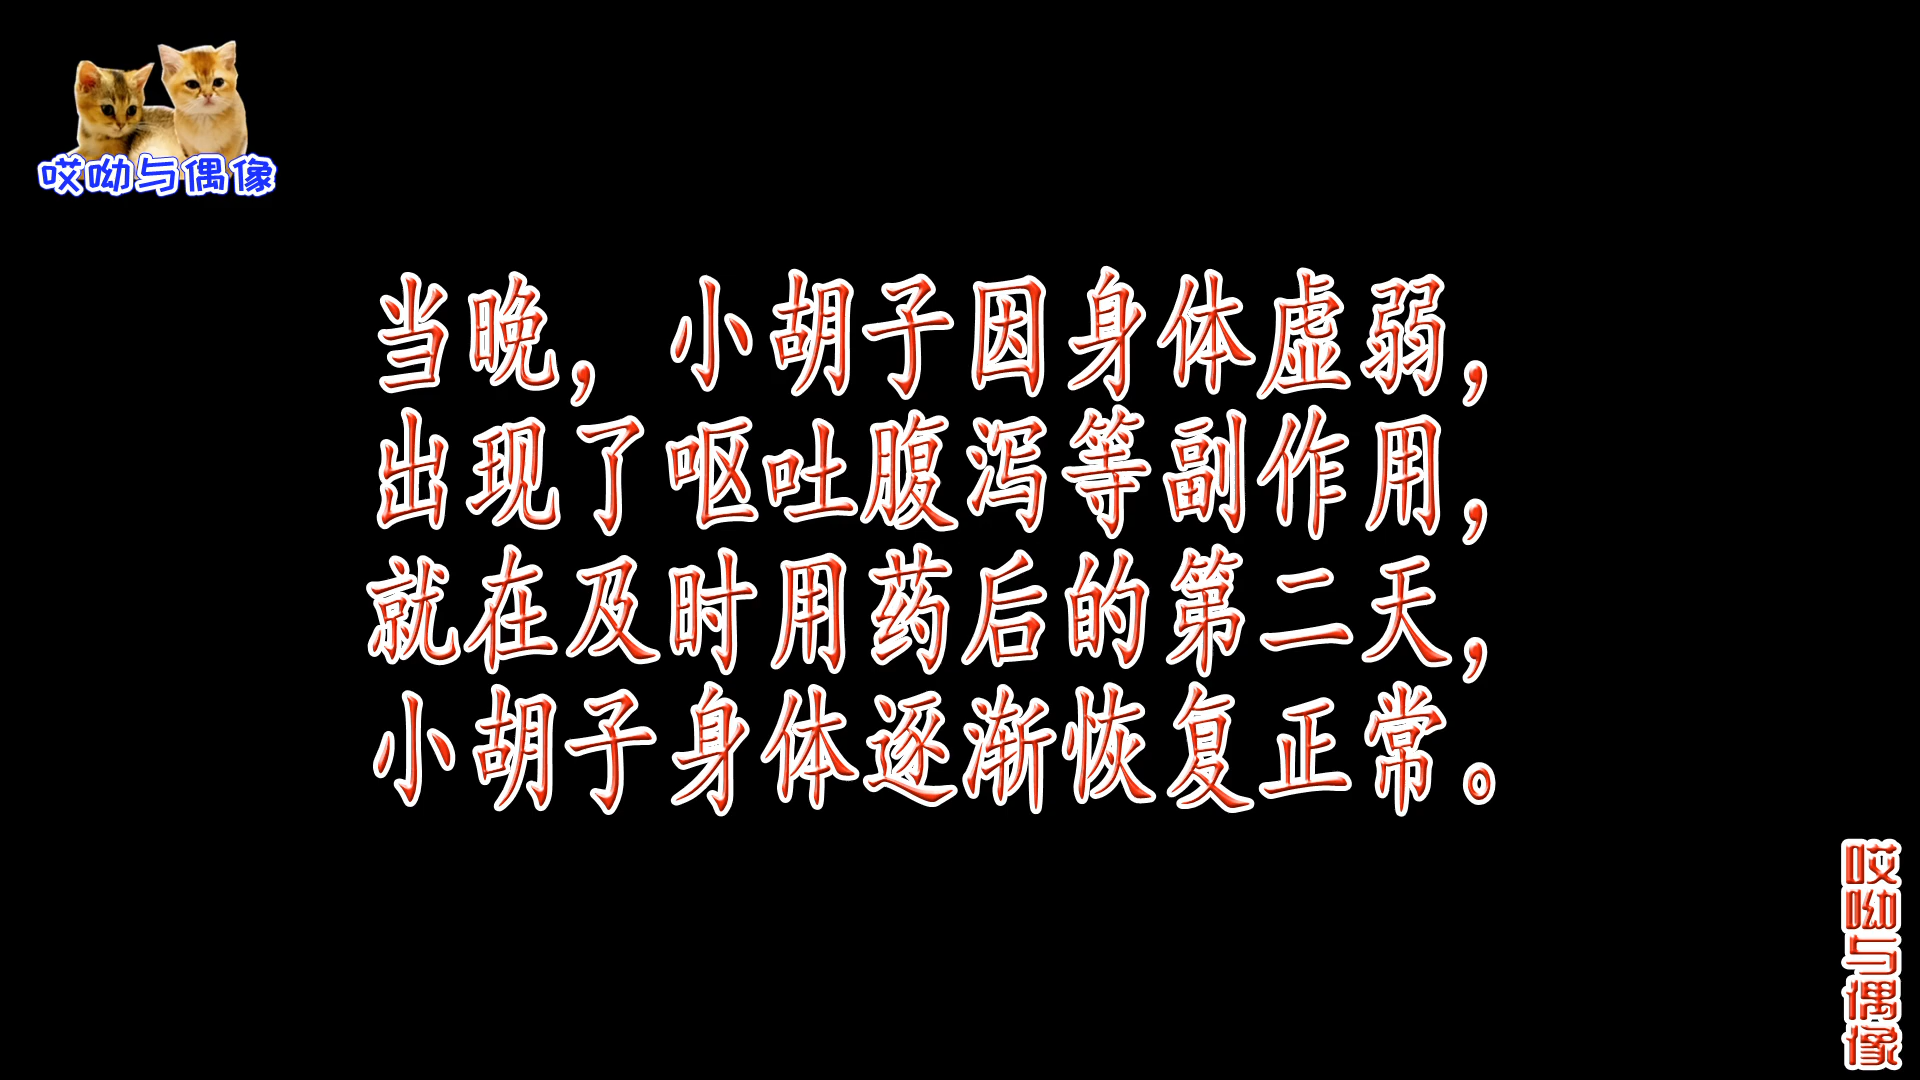 哎呦与偶像
当晚，小胡子因身体虚弱，
出现了呕吐腹泻等副作用，
就在及时用药后的第二天，
小胡子身体逐渐恢复正常。
哎呦与偶像